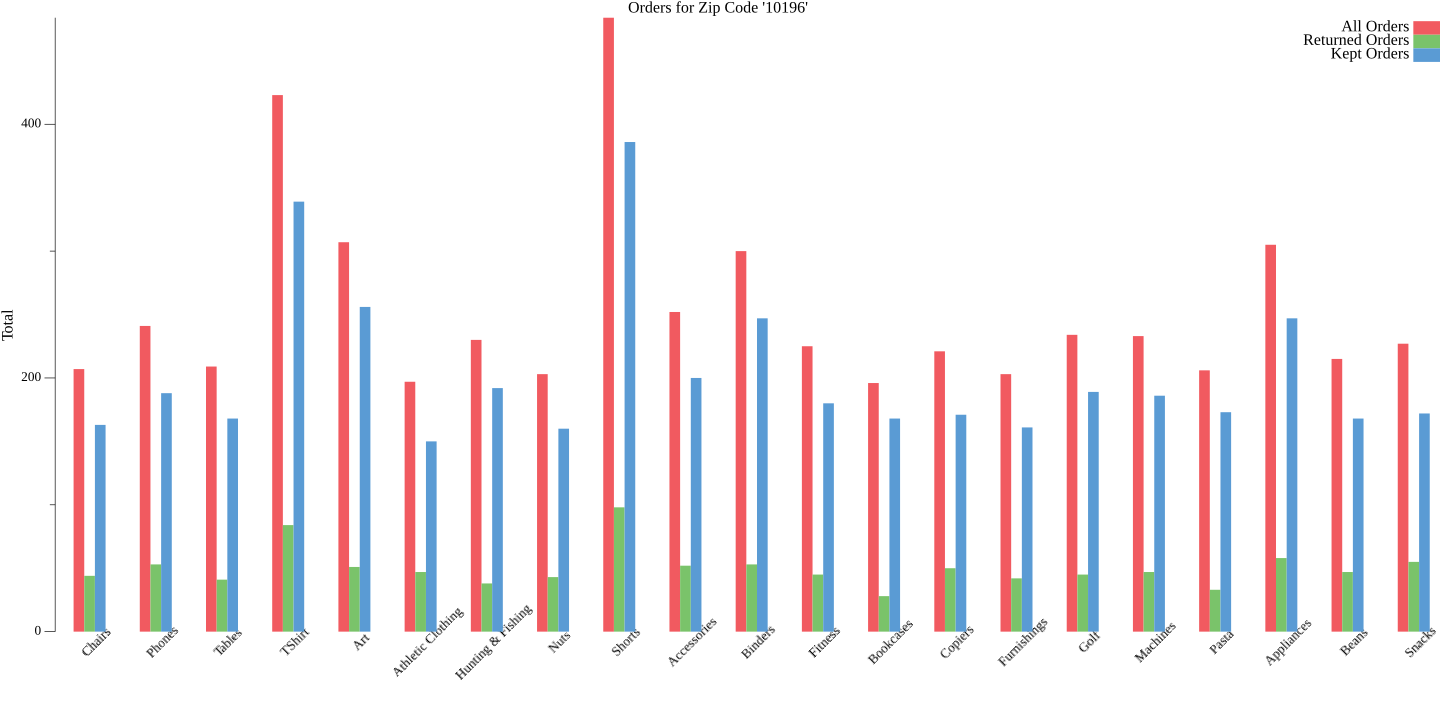 Orders for Zip Code '10196'
All Orders
Returned Orders
Kept Orders
Total
400
200
0
Chairs
Phones
Tables
TShirt
Art
Athletic Clothing
Hunting & Fishing
Nuts
Shorts
Accessories
Binders
Fitness
Bookcases
Copiers
Furnishings
Golf
Machines
Pasta
Appliances
Beans
Snacks